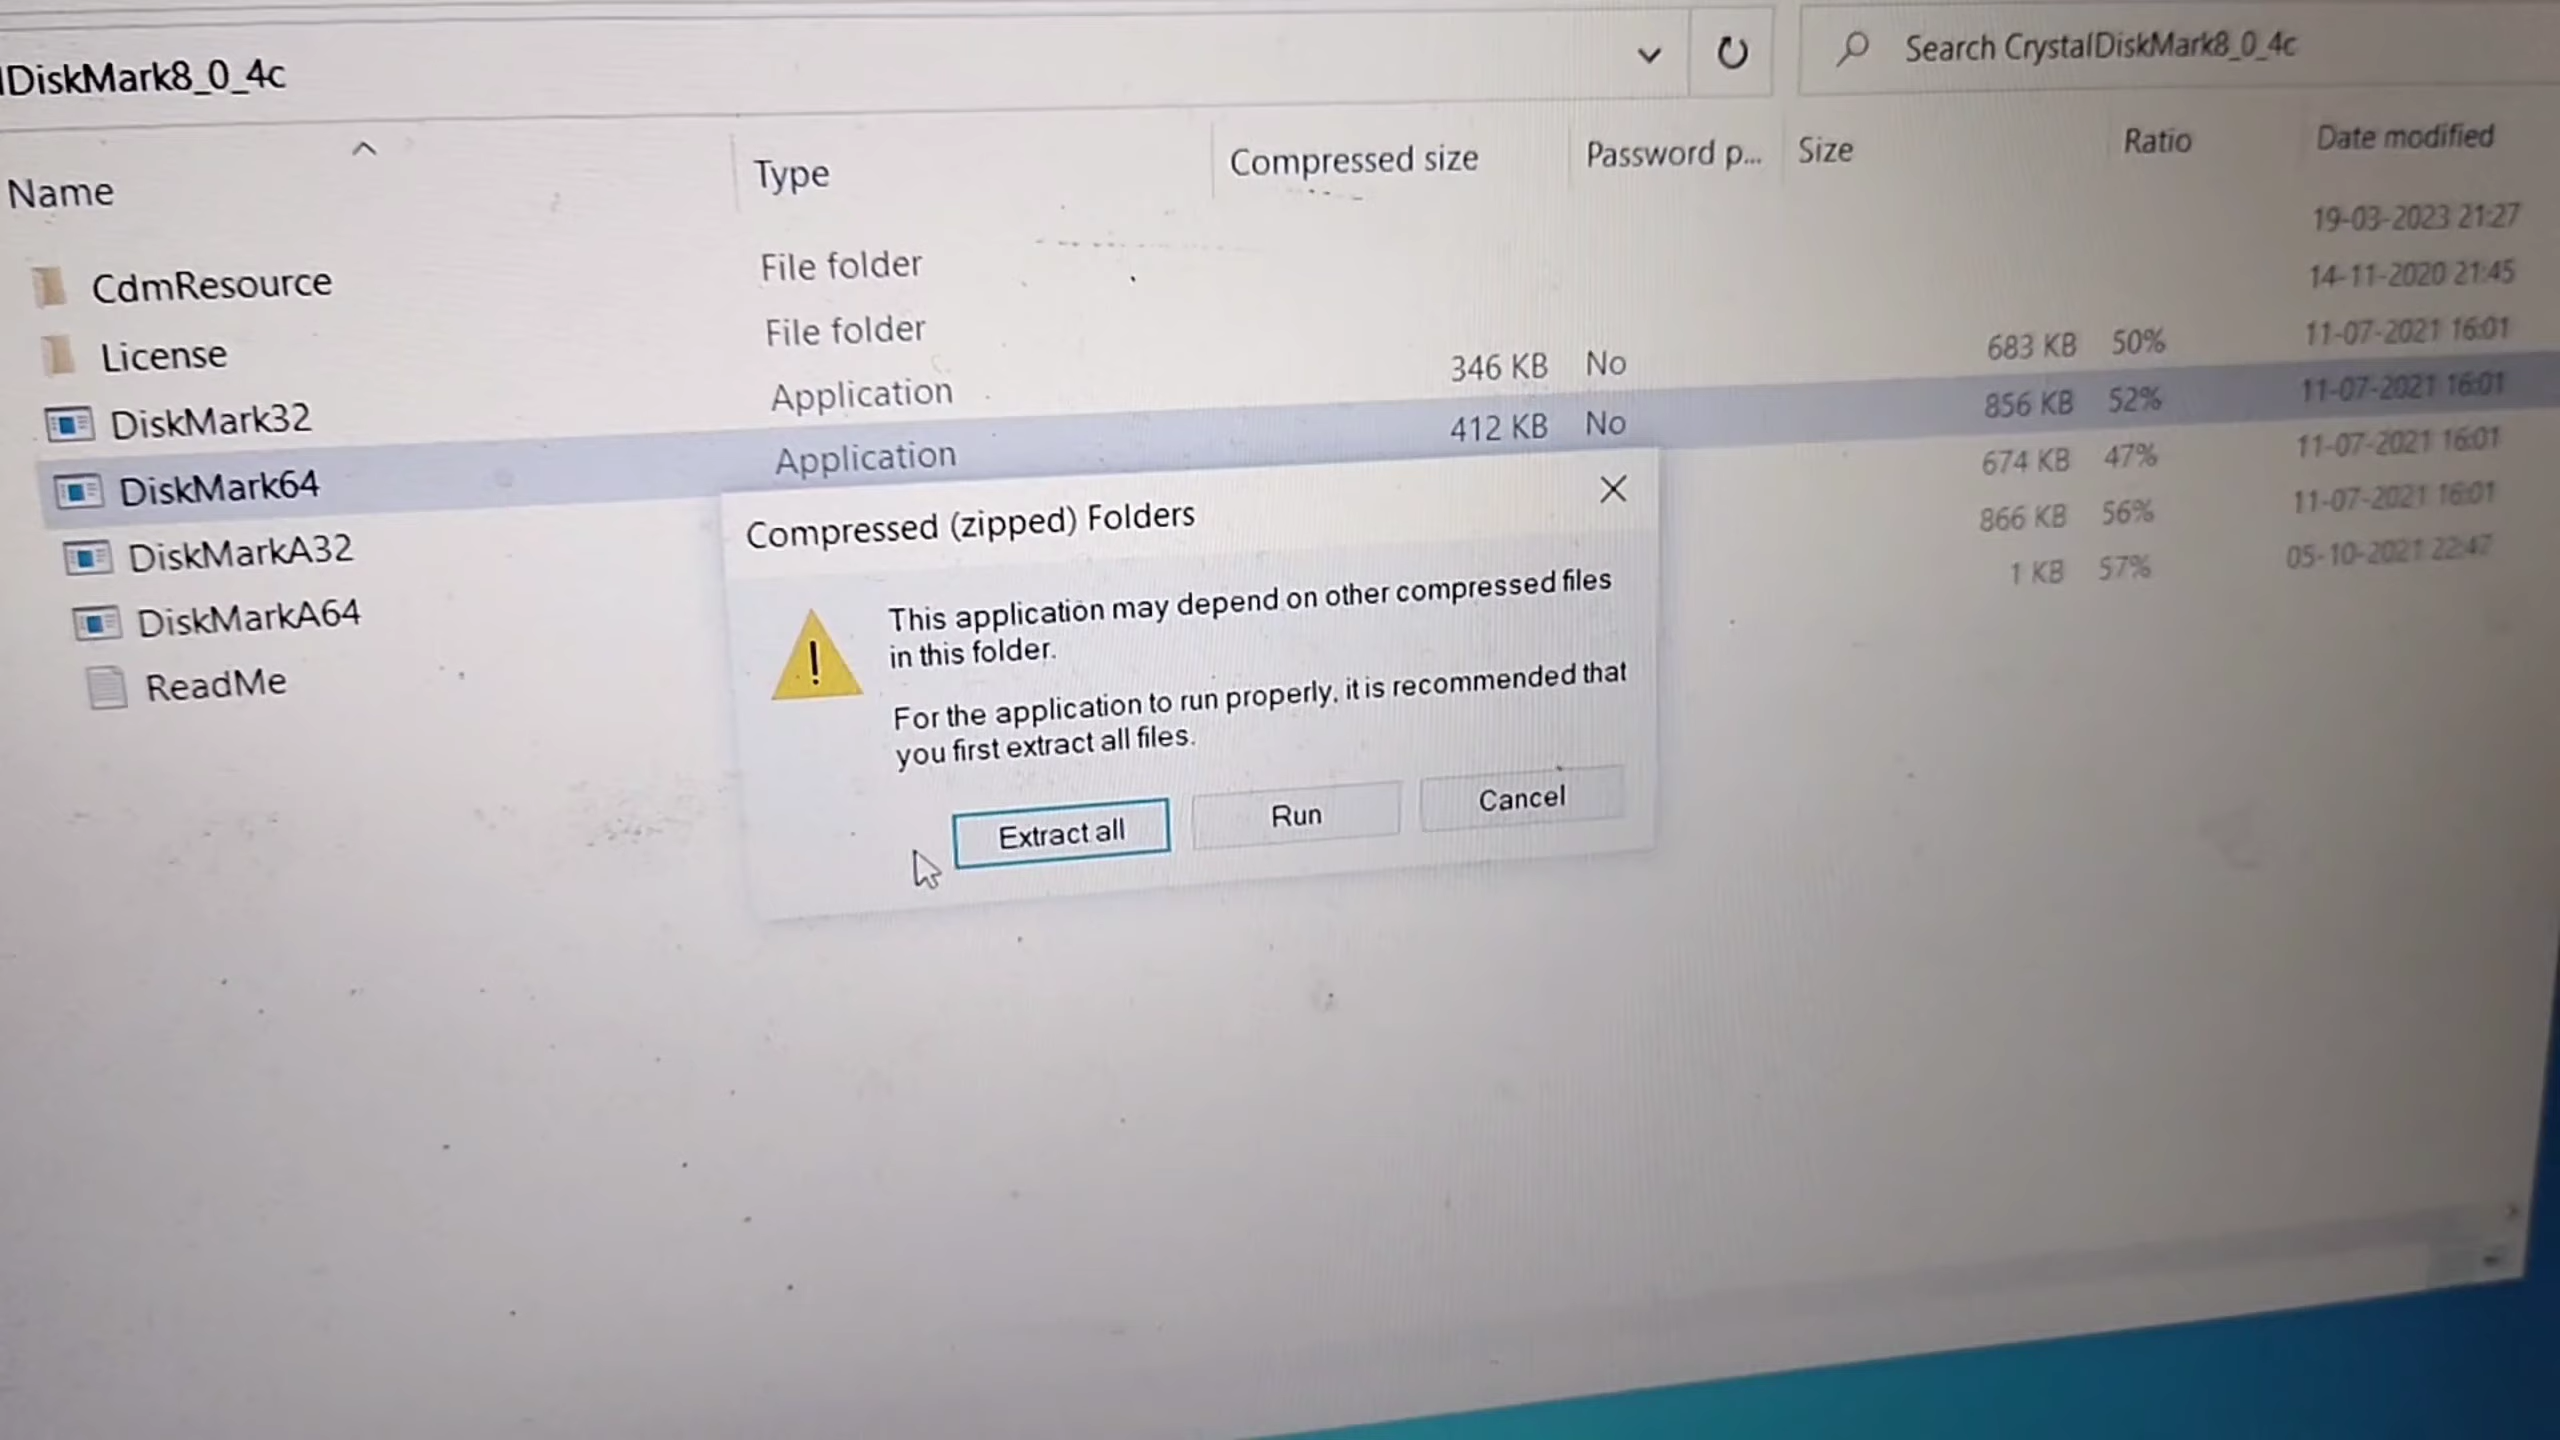 lDiskMark8_0_4c
Search CrystalDiskMark8_0_4c
Name Type Compressed size Password p... Size Ratio Date modified
CdmResource File folder 19-03-2023 21:27
License File folder 14-11-2020 21:45
DiskMark32 Application 346 KB No 683 KB 50% 11-07-2021 16:01
DiskMark64 Application 412 KB No 856 KB 52% 11-07-2021 16:01
DiskMarkA32 674 KB 47% 11-07-2021 16:01
DiskMarkA64 866 KB 56% 11-07-2021 16:01
ReadMe 1 KB 57% 05-10-2021 22:47
Compressed (zipped) Folders
This application may depend on other compressed files
in this folder.
For the application to run properly, it is recommended that
you first extract all files.
Extract all Run Cancel